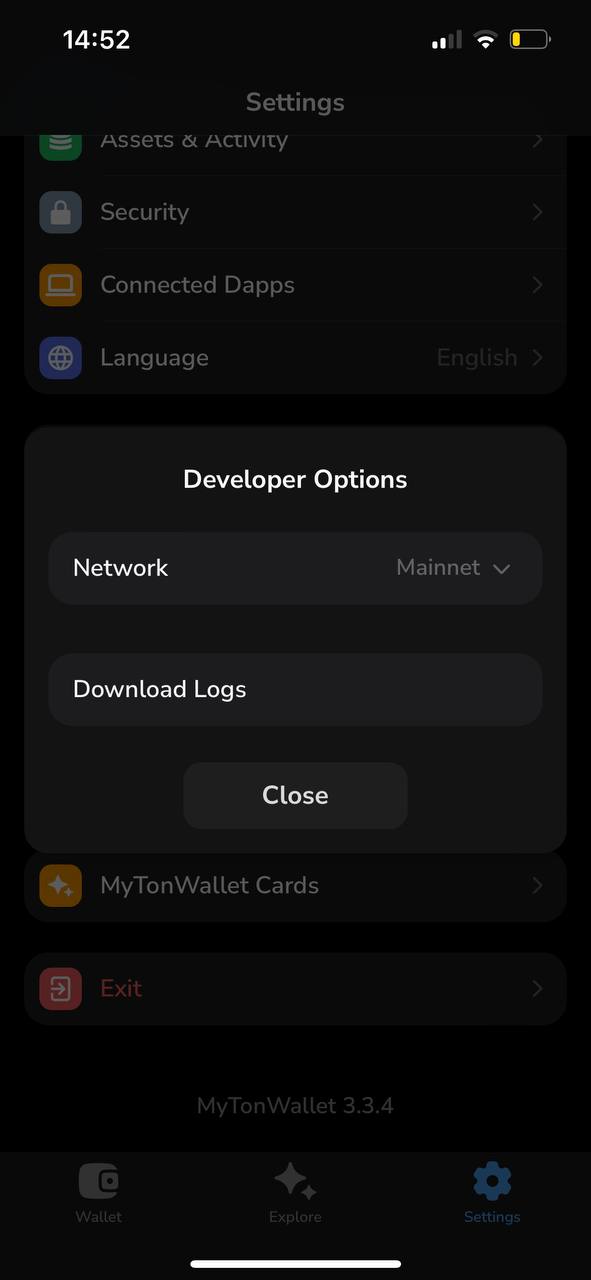 14:52
Settings
Assets & Activity
Security
Connected Dapps
Language English
Developer Options
Network Mainnet
Download Logs
Close
MyTonWallet Cards
Exit
MyTonWallet 3.3.4
Wallet Explore Settings